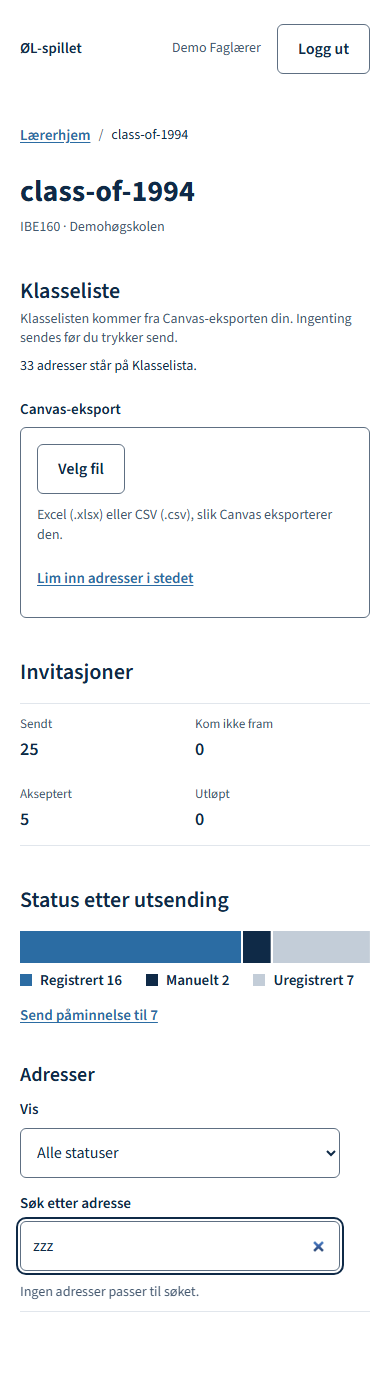 ØL-spillet
Demo Faglærer
Logg ut
Lærerhjem / class-of-1994
class-of-1994
IBE160 · Demohøgskolen
Klasseliste
Klasselisten kommer fra Canvas-eksporten din. Ingenting
sendes før du trykker send.
33 adresser står på Klasselista.
Canvas-eksport
Velg fil
Excel (.xlsx) eller CSV (.csv), slik Canvas eksporterer
den.
Lim inn adresser i stedet
Invitasjoner
Sendt
Kom ikke fram
25
0
Akseptert
Utløpt
5
0
Status etter utsending
Registrert 16
Manuelt 2
Uregistrert 7
Send påminnelse til 7
Adresser
Vis
Alle statuser
Søk etter adresse
zzz
Ingen adresser passer til søket.